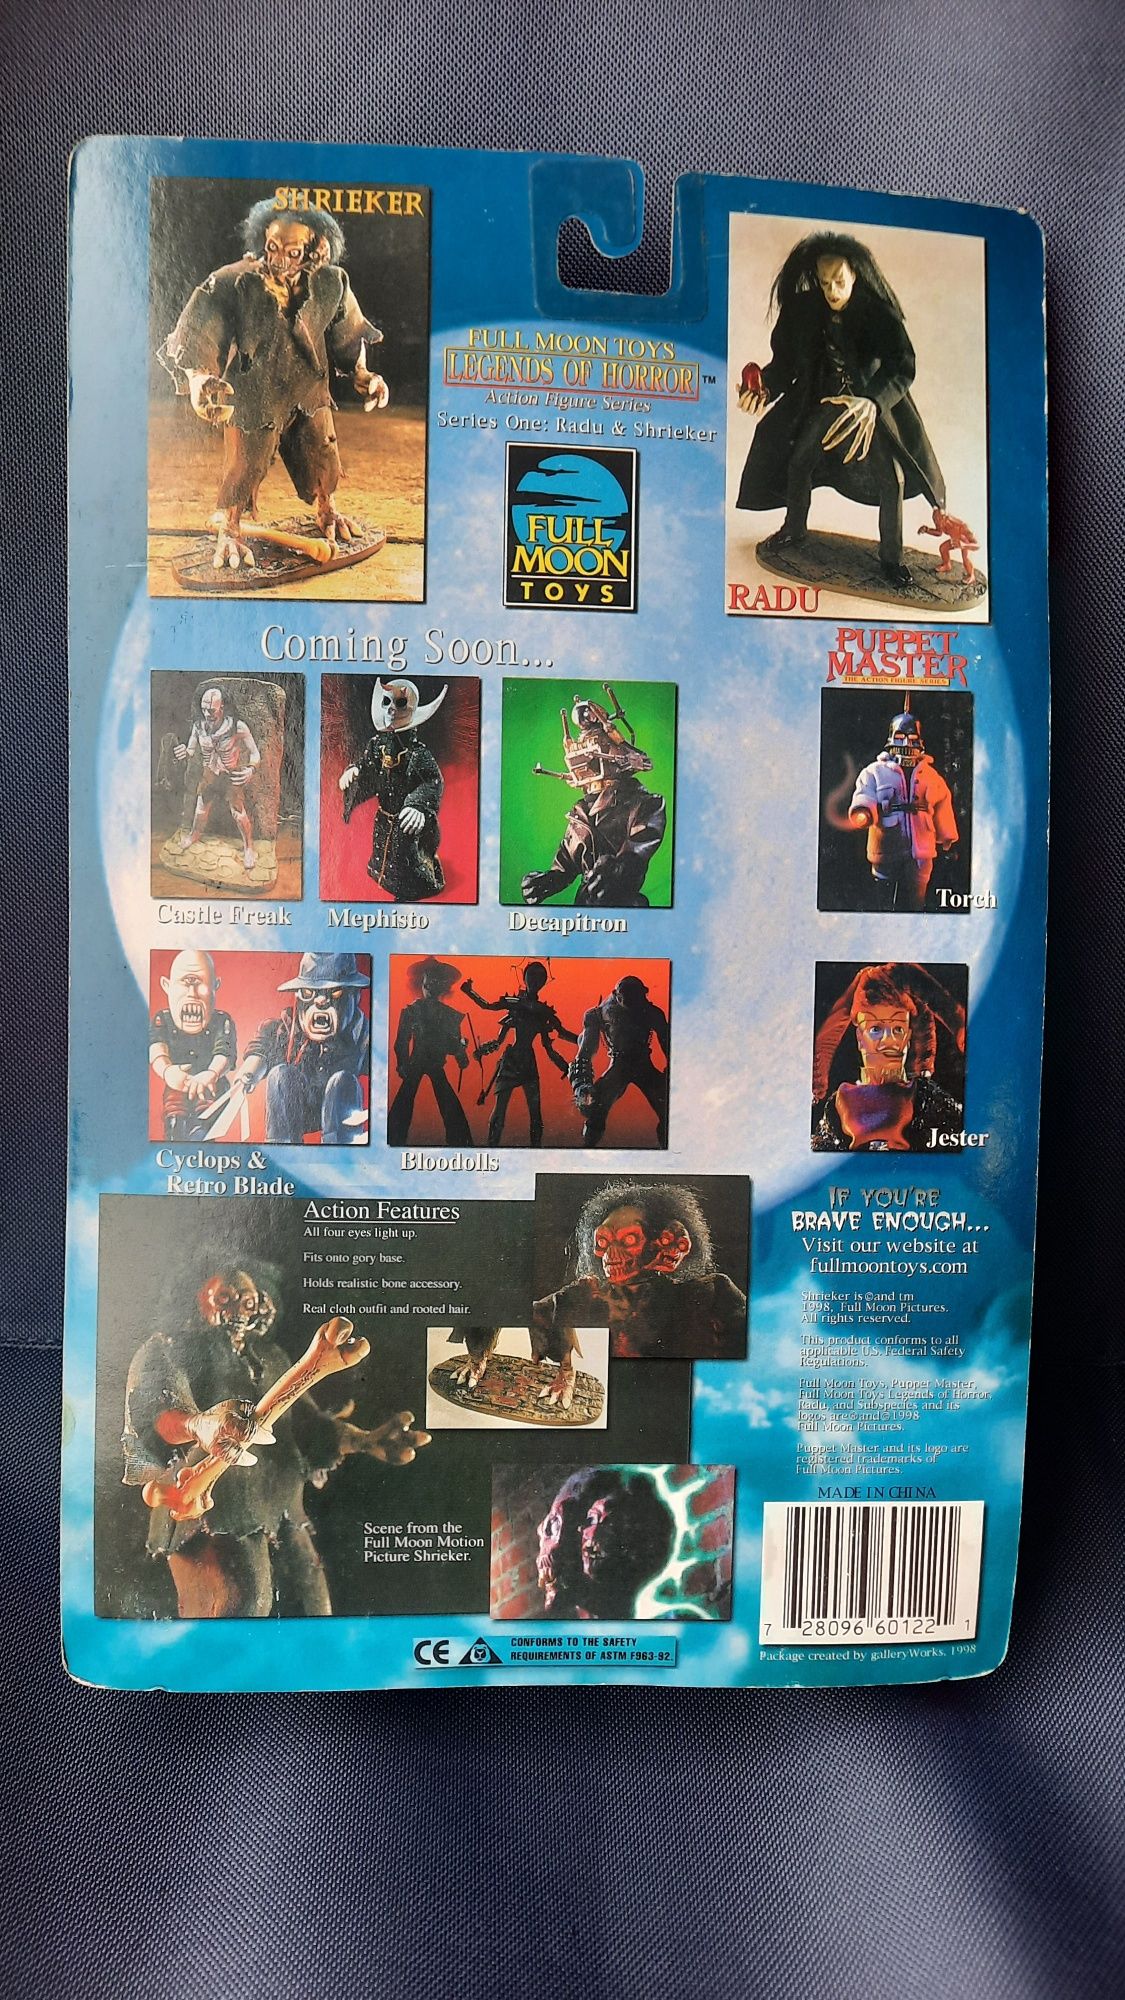 SHRIEKER
FULL MOON TOYS
LEGENDS OF HORROR™
Action Figure Series
Series One: Radu & Shrieker
FULL
MOON
TOYS
RADU
Coming Soon...
PUPPET
MASTER
THE ACTION FIGURE SERIES
Castle Freak
Mephisto
Decapitron
Torch
Cyclops &
Retro Blade
Bloodolls
Jester
Action Features
All four eyes light up.
Fits onto gory base.
Holds realistic bone accessory.
Real cloth outfit and rooted hair.
Scene from the
Full Moon Motion
Picture Shrieker.
IF YOU'RE
BRAVE ENOUGH...
Visit our website at
fullmoontoys.com
Shrieker is © and tm
1998, Full Moon Pictures.
All rights reserved.
This product conforms to all
applicable U.S. Federal Safety
Regulations.
Full Moon Toys, Puppet Master,
Full Moon Toys Legends of Horror,
Radu, and Subspecies and its
logos are ® and © 1998
Full Moon Pictures.
Puppet Master and its logo are
registered trademarks of
Full Moon Pictures.
MADE IN CHINA
7 28096 60122 1
Package created by galleryWorks, 1998
CE
CONFORMS TO THE SAFETY
REQUIREMENTS OF ASTM F963-92.